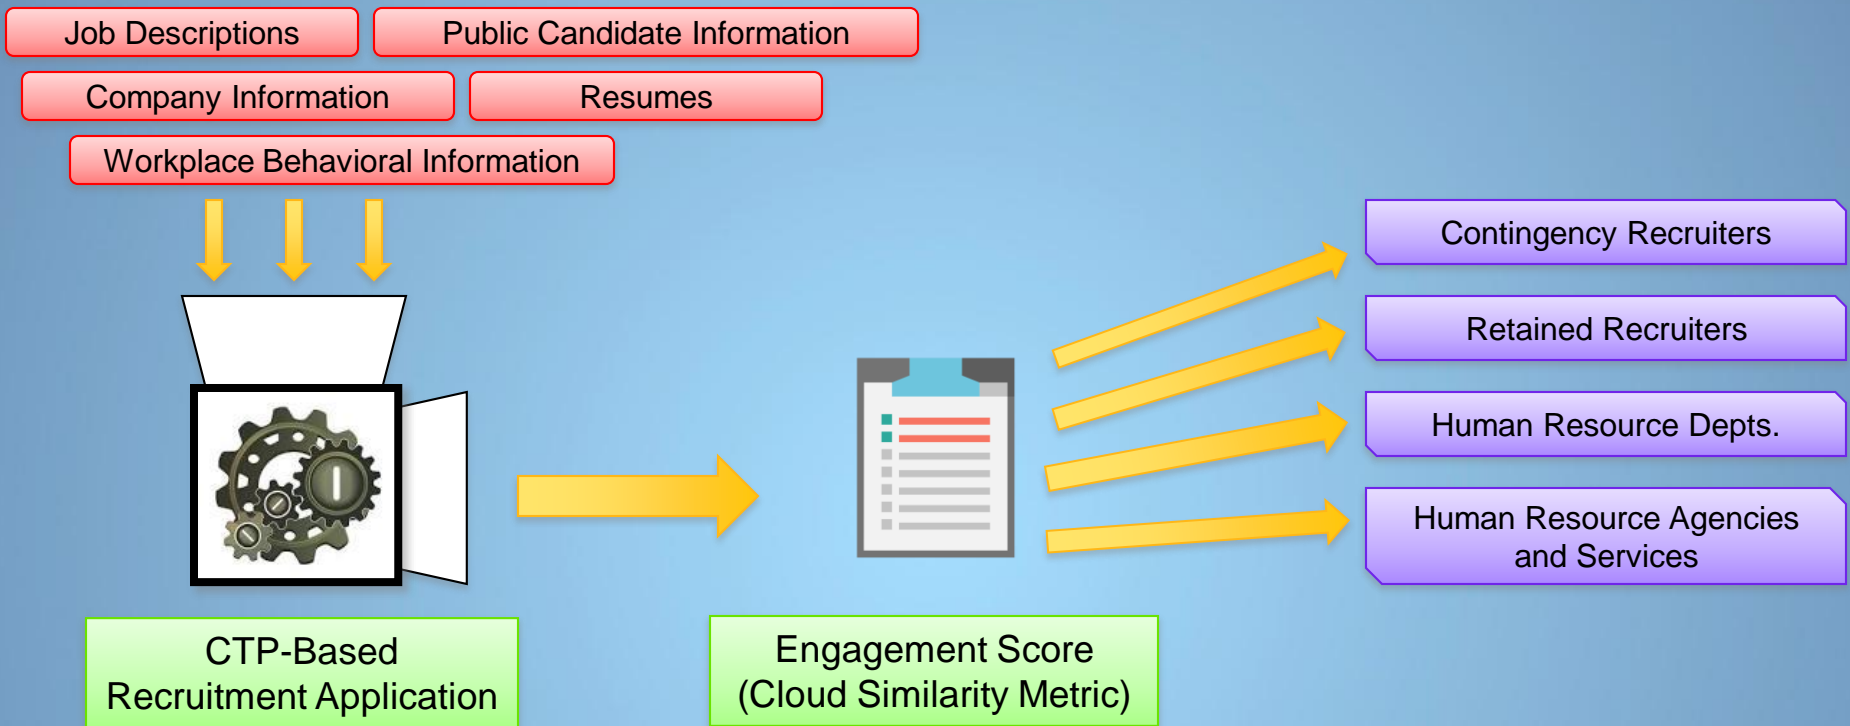 Job Descriptions
Public Candidate Information
Company Information
Resumes
Workplace Behavioral Information
Contingency Recruiters
Retained Recruiters
Human Resource Depts.
Human Resource Agencies
and Services
CTP-Based
Recruitment Application
Engagement Score
(Cloud Similarity Metric)